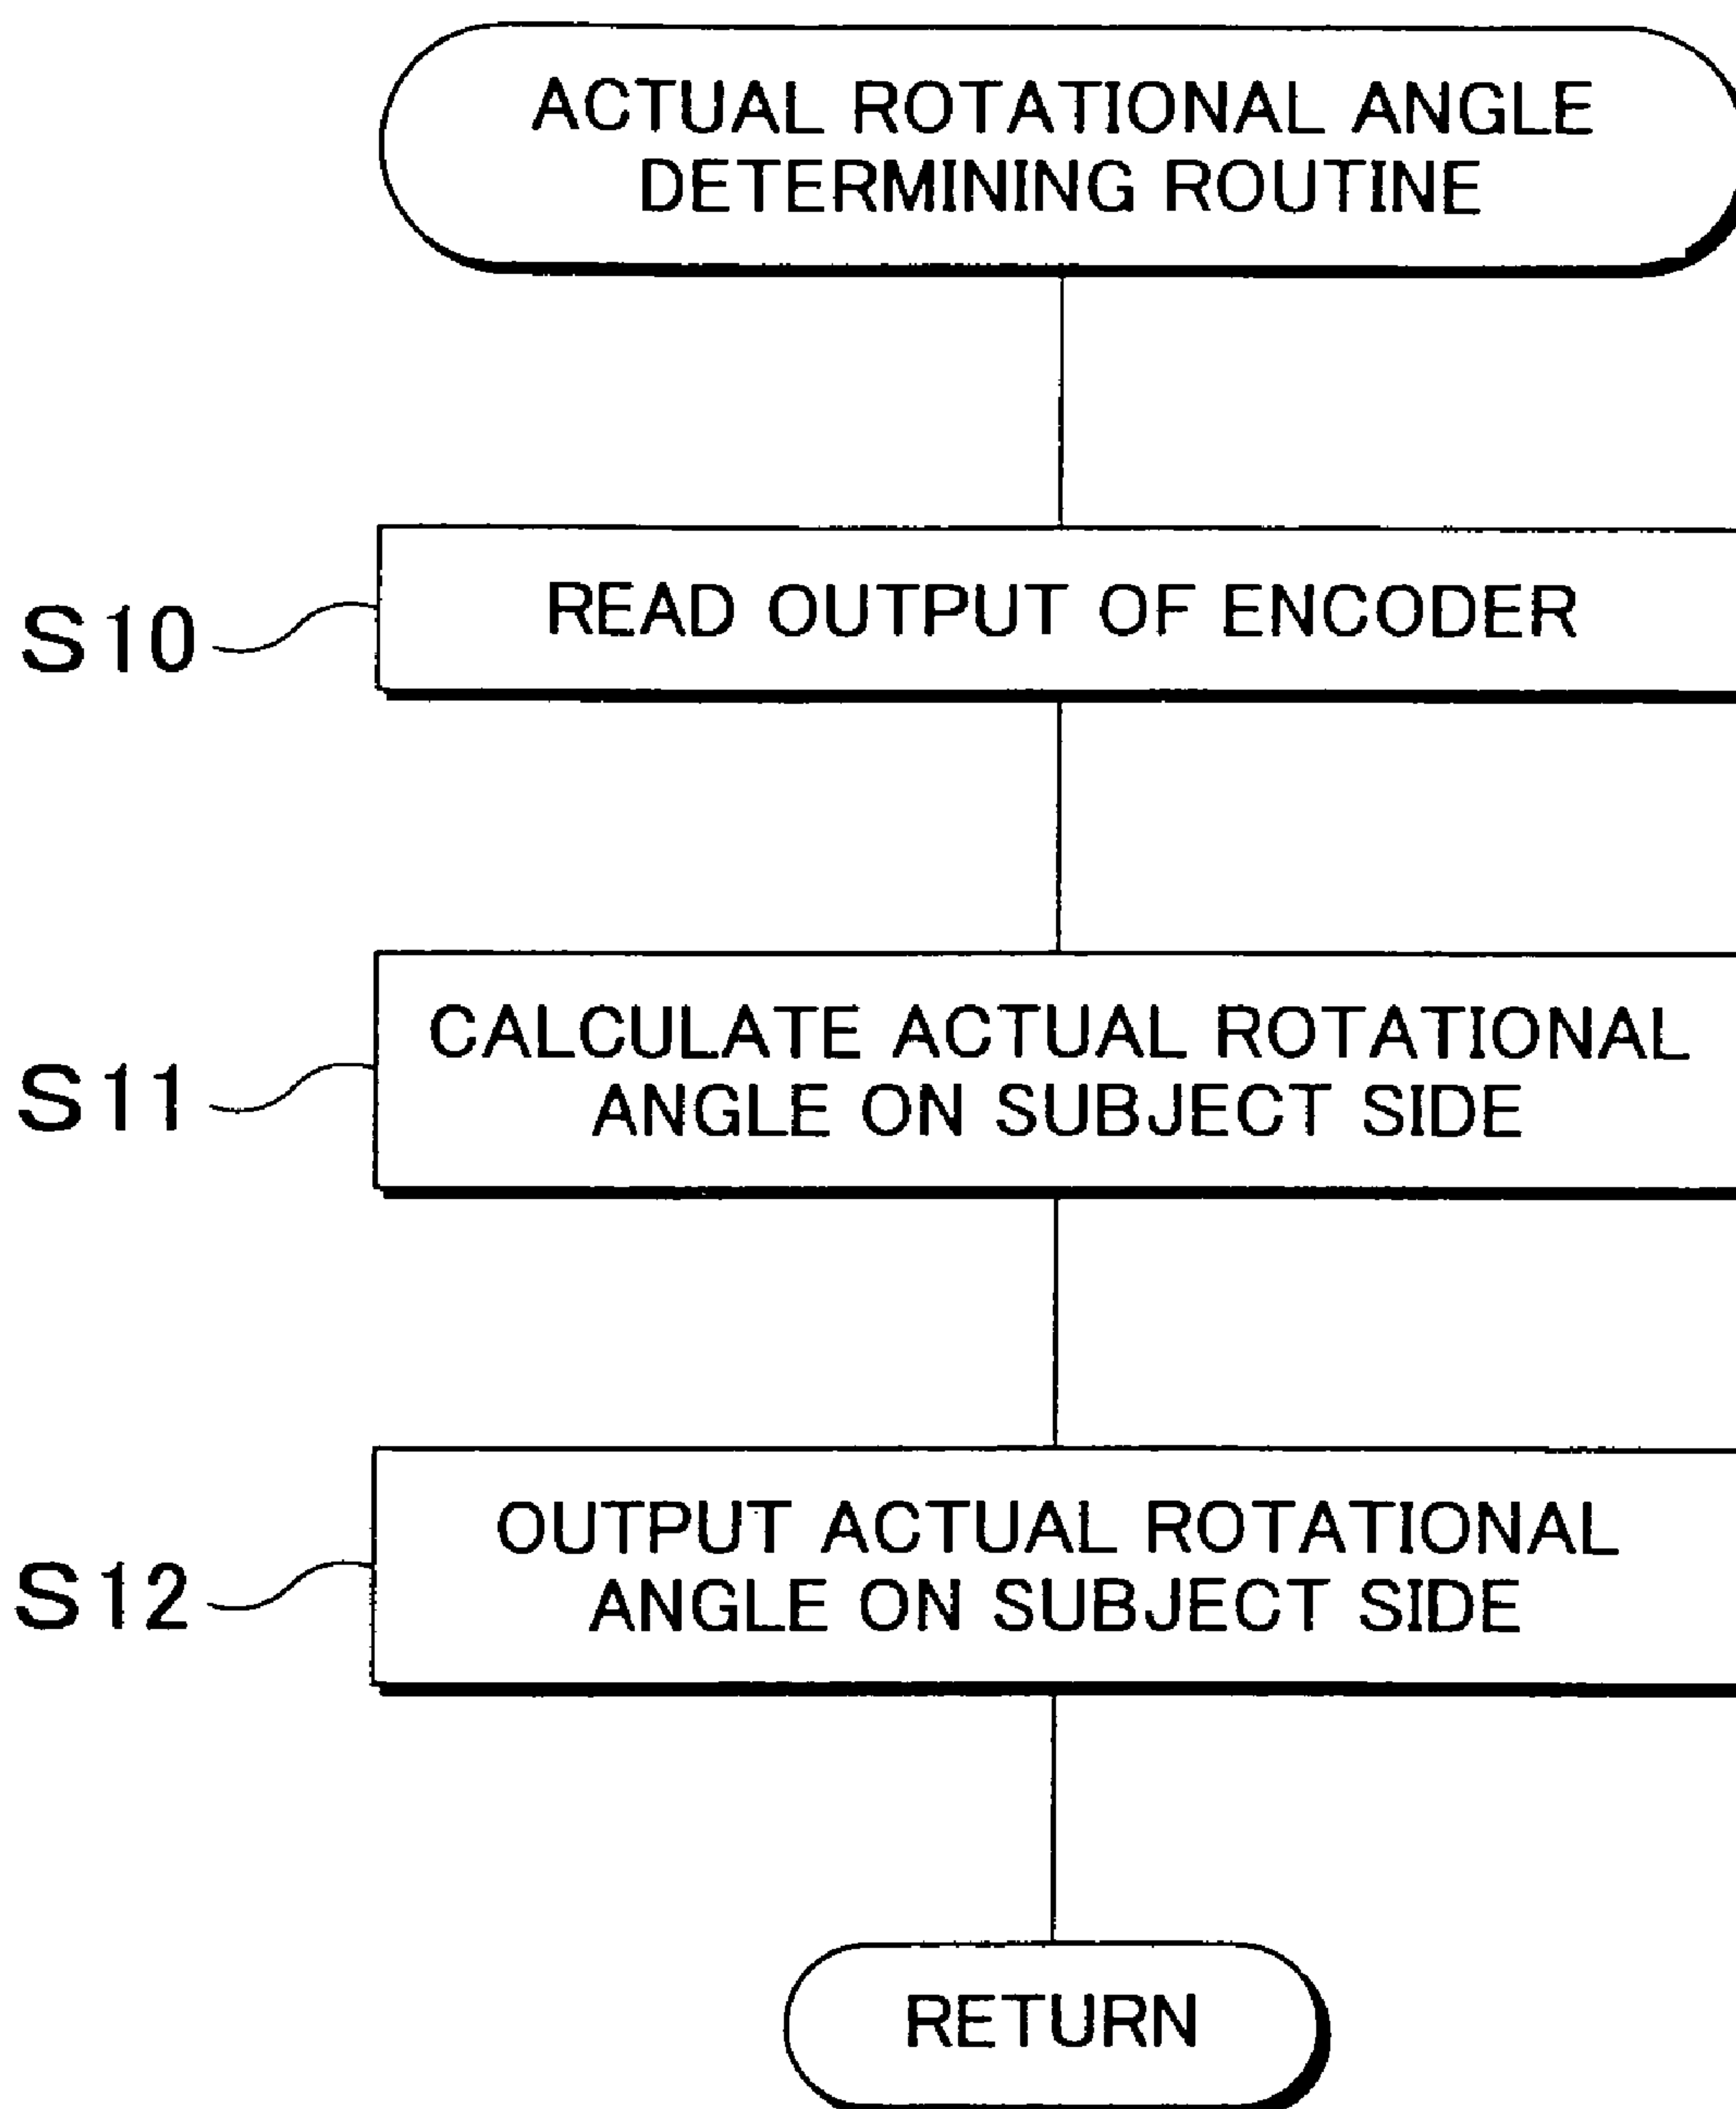 ACTUAL ROTATIONAL ANGLE
DETERMINING ROUTINE
S10
READ OUTPUT OF ENCODER
S11
CALCULATE ACTUAL ROTATIONAL
ANGLE ON SUBJECT SIDE
S12
OUTPUT ACTUAL ROTATIONAL
ANGLE ON SUBJECT SIDE
RETURN